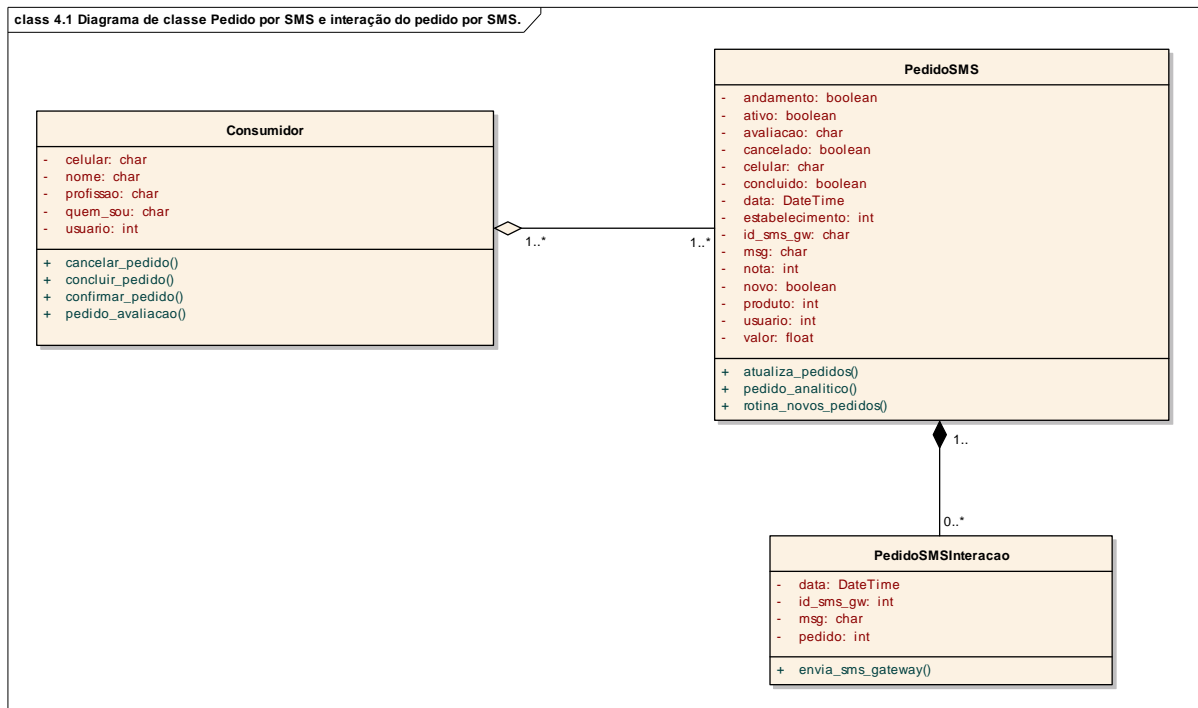 class 4.1 Diagrama de classe Pedido por SMS e interação do pedido por SMS.
Consumidor
- celular: char
- nome: char
- profissao: char
- quem_sou: char
- usuario: int
+ cancelar_pedido()
+ concluir_pedido()
+ confirmar_pedido()
+ pedido_avaliacao()
1..*
1..*
PedidoSMS
- andamento: boolean
- ativo: boolean
- avaliacao: char
- cancelado: boolean
- celular: char
- concluido: boolean
- data: DateTime
- estabelecimento: int
- id_sms_gw: char
- msg: char
- nota: int
- novo: boolean
- produto: int
- usuario: int
- valor: float
+ atualiza_pedidos()
+ pedido_analitico()
+ rotina_novos_pedidos()
1..
0..*
PedidoSMSInteracao
- data: DateTime
- id_sms_gw: int
- msg: char
- pedido: int
+ envia_sms_gateway()